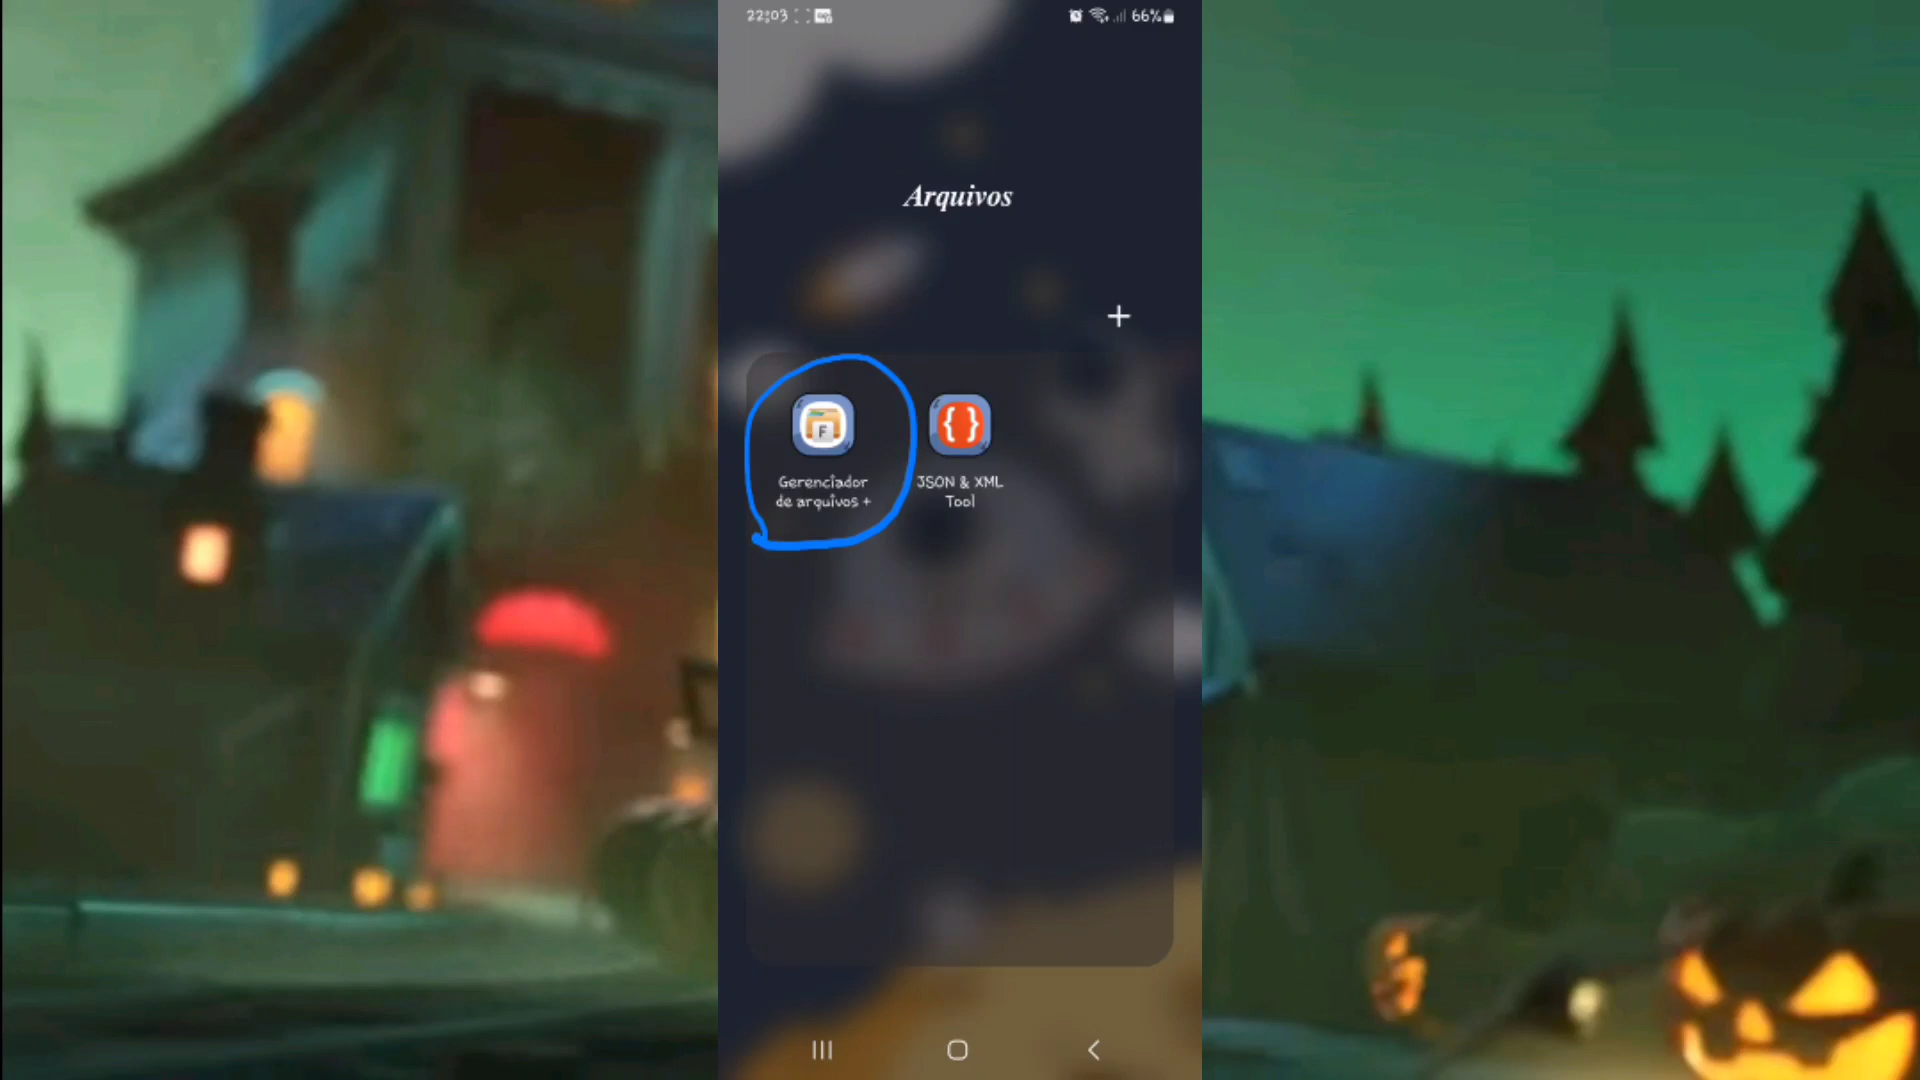 22:03 66%
Arquivos
+
F { }
Gerenciador JSON & XML
de arquivos + Tool